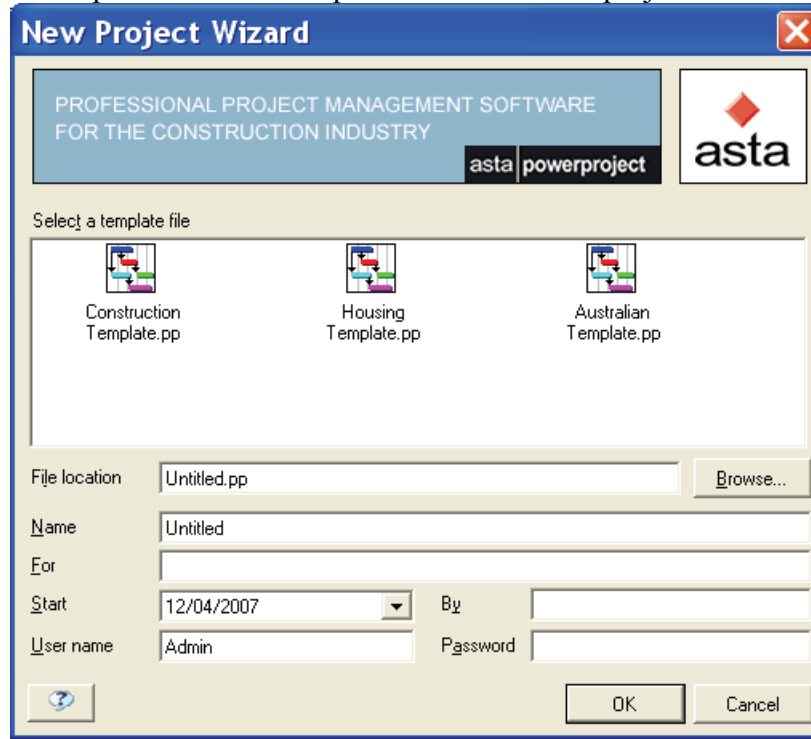 New Project Wizard
PROFESSIONAL PROJECT MANAGEMENT SOFTWARE
FOR THE CONSTRUCTION INDUSTRY
asta powerproject
asta
Select a template file
Construction
Template.pp
Housing
Template.pp
Australian
Template.pp
File location Untitled.pp Browse...
Name Untitled
For
Start 12/04/2007 By
User name Admin Password
OK Cancel